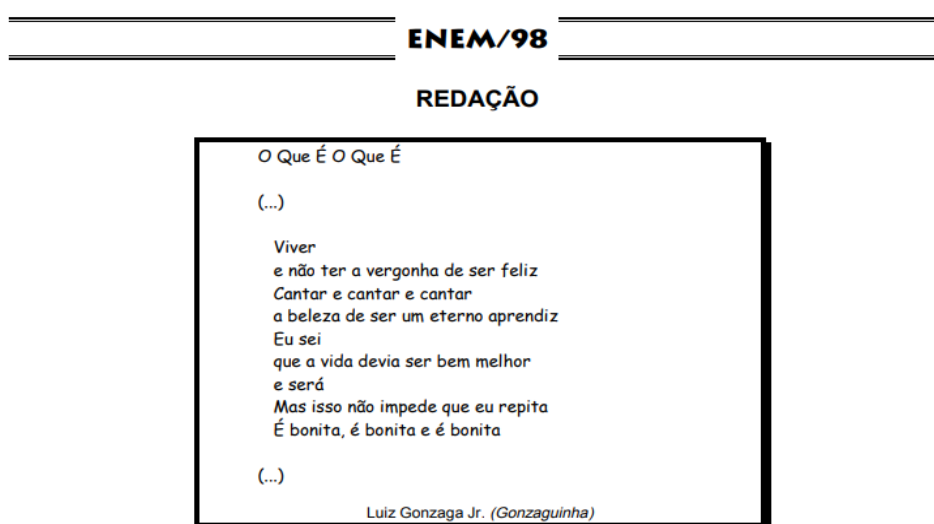 ENEM/98
REDAÇÃO
O Que É O Que É
(...)
Viver
e não ter a vergonha de ser feliz
Cantar e cantar e cantar
a beleza de ser um eterno aprendiz
Eu sei
que a vida devia ser bem melhor
e será
Mas isso não impede que eu repita
É bonita, é bonita e é bonita
(...)
Luiz Gonzaga Jr. (Gonzaguinha)